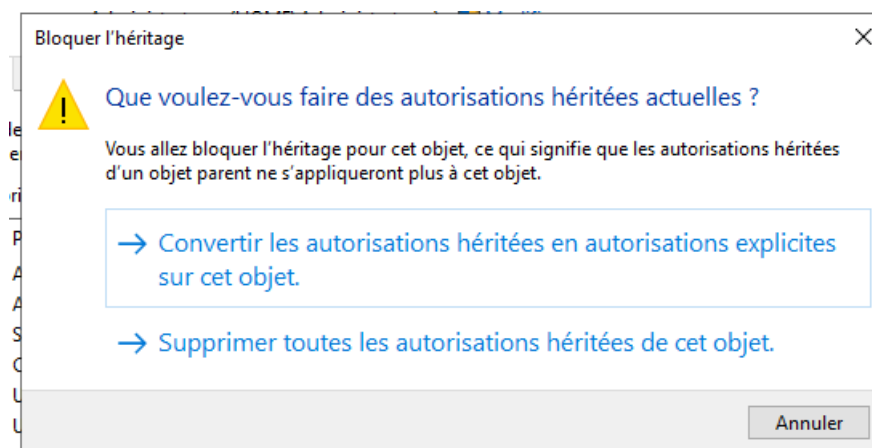 Bloquer l'héritage
Que voulez-vous faire des autorisations héritées actuelles ?
Vous allez bloquer l'héritage pour cet objet, ce qui signifie que les autorisations héritées
d'un objet parent ne s'appliqueront plus à cet objet.
Convertir les autorisations héritées en autorisations explicites
sur cet objet.
Supprimer toutes les autorisations héritées de cet objet.
Annuler